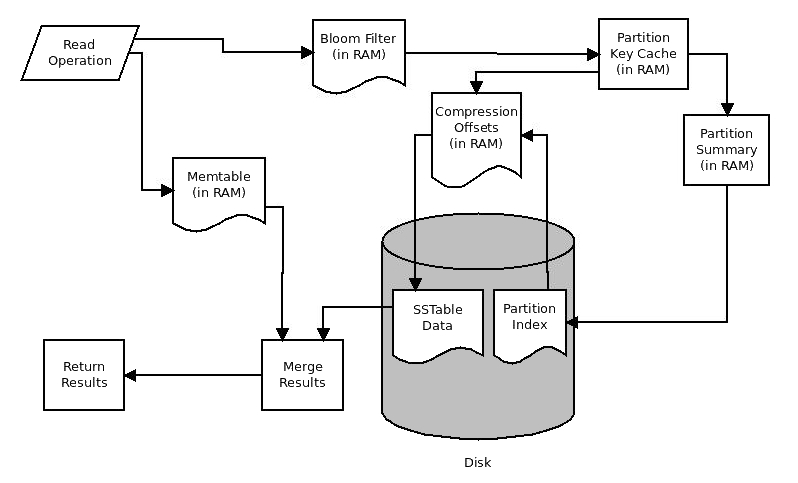 Read
Operation
Bloom Filter
(in RAM)
Partition
Key Cache
(in RAM)
Compression
Offsets
(in RAM)
Partition
Summary
(in RAM)
Memtable
(in RAM)
SSTable
Data
Partition
Index
Return
Results
Merge
Results
Disk